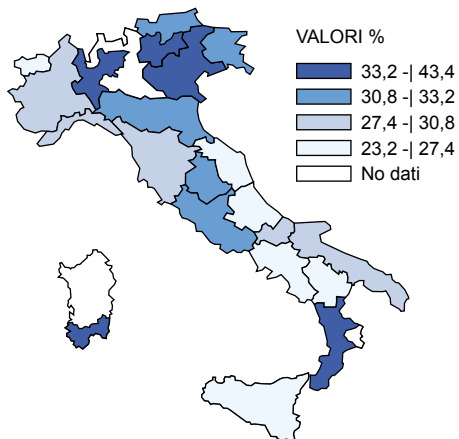 VALORI %
33,2 -| 43,4
30,8 -| 33,2
27,4 -| 30,8
23,2 -| 27,4
No dati